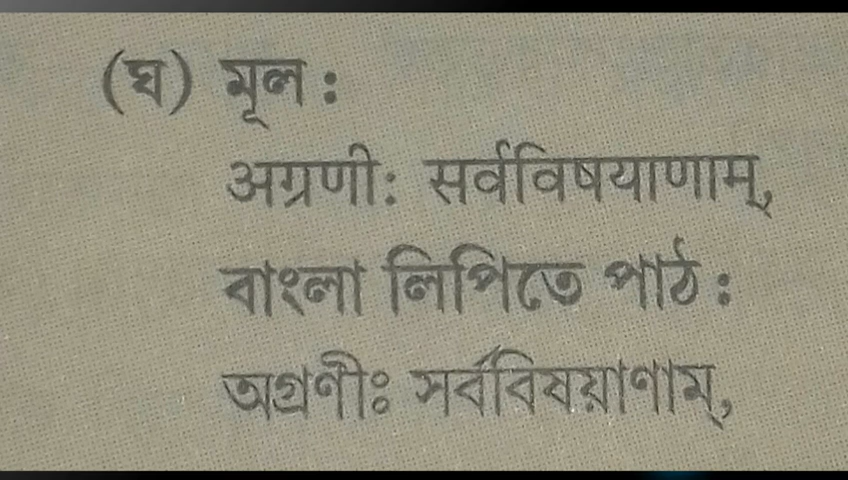 (ঘ) মূল :
अग्रणीः सर्वविषयाणाम्,
বাংলা লিপিতে পাঠ :
অগ্রণীঃ সর্ববিষয়াণাম্,